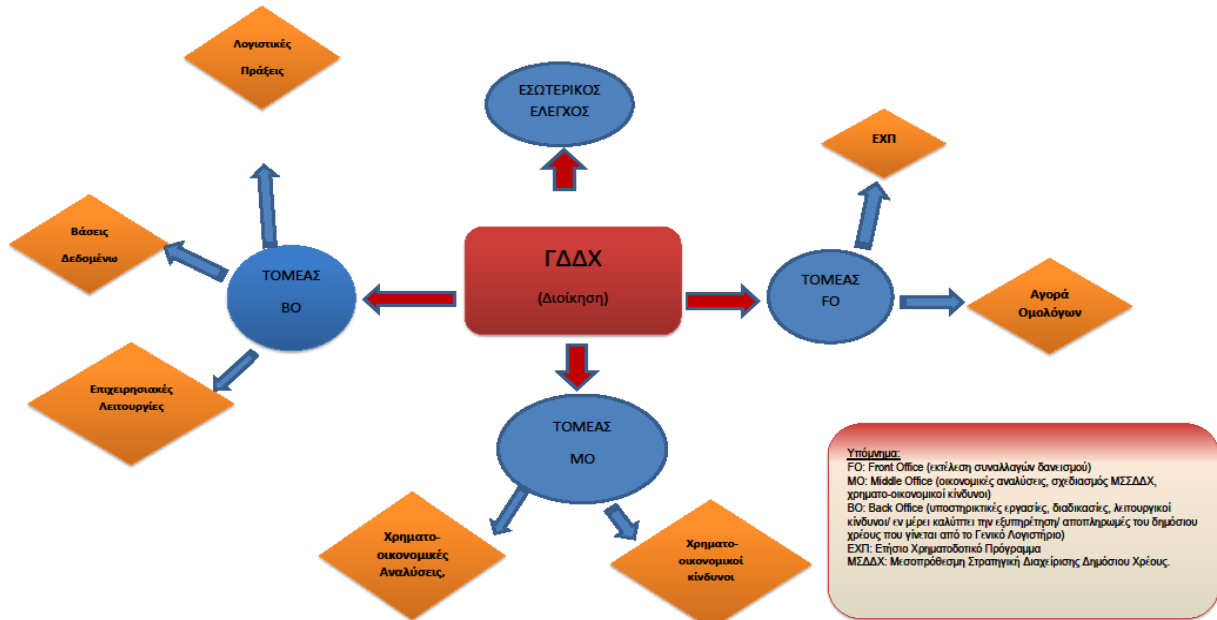 Λογιστικές
Πράξεις
ΕΣΩΤΕΡΙΚΟΣ
ΕΛΕΓΧΟΣ
ΕΧΠ
Βάσεις
Δεδομένω
ΤΟΜΕΑΣ
BO
ΓΔΔΧ
(Διοίκηση)
ΤΟΜΕΑΣ
FO
Αγορά
Ομολόγων
Επιχειρησιακές
Λειτουργίες
ΤΟΜΕΑΣ
MO
Χρηματο-
οικονομικές
Αναλύσεις,
Χρηματο-
οικονομικοί
κίνδυνοι
Υπόμνημα:
FO: Front Office (εκτέλεση συναλλαγών δανεισμού)
MO: Middle Office (οικονομικές αναλύσεις, σχεδιασμός ΜΣΣΔΔΧ,
χρηματο-οικονομικοί κίνδυνοι)
BO: Back Office (υποστηρικτικές εργασίες, διαδικασίες, λειτουργικοί
κίνδυνοι/ εν μέρει καλύπτει την εξυπηρέτηση/ αποπληρωμές του δημόσιου
χρέους που γίνεται από το Γενικό Λογιστήριο)
ΕΧΠ: Ετήσιο Χρηματοδοτικό Πρόγραμμα
ΜΣΔΔΧ: Μεσοπρόθεσμη Στρατηγική Διαχείρισης Δημόσιου Χρέους.